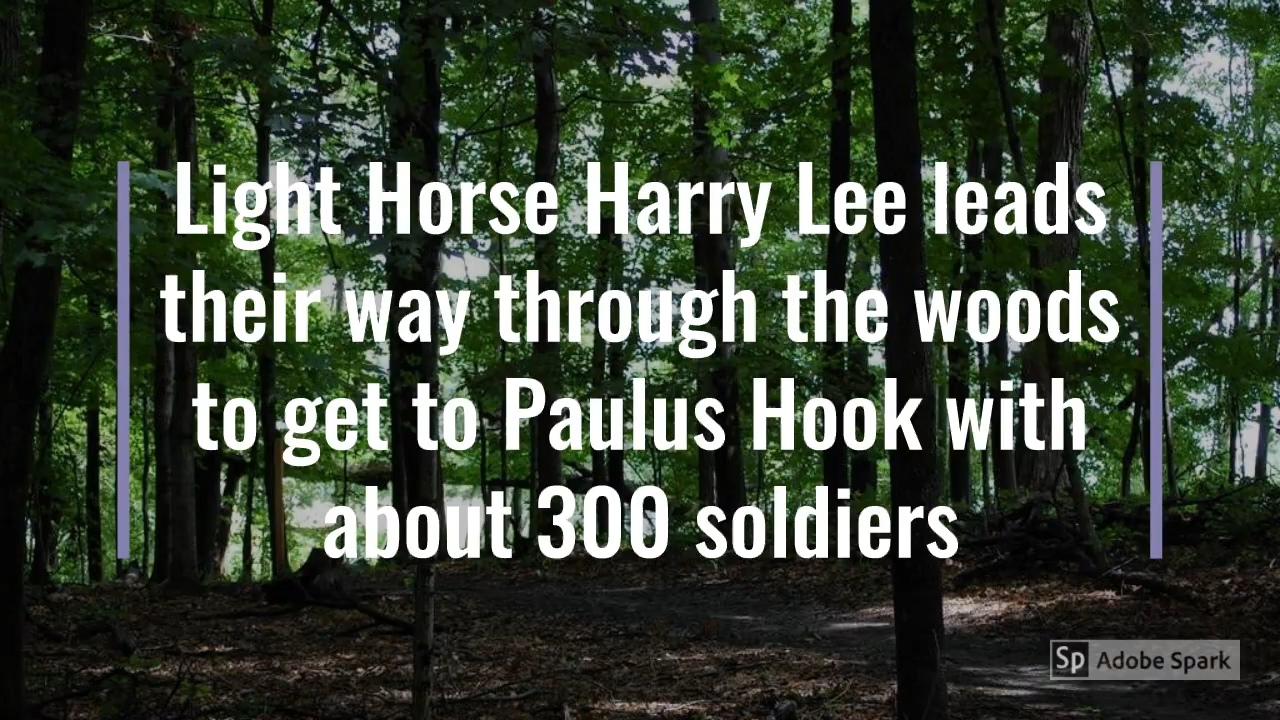 Light Horse Harry Lee leads
their way through the woods
to get to Paulus Hook with
about 300 soldiers
Sp Adobe Spark